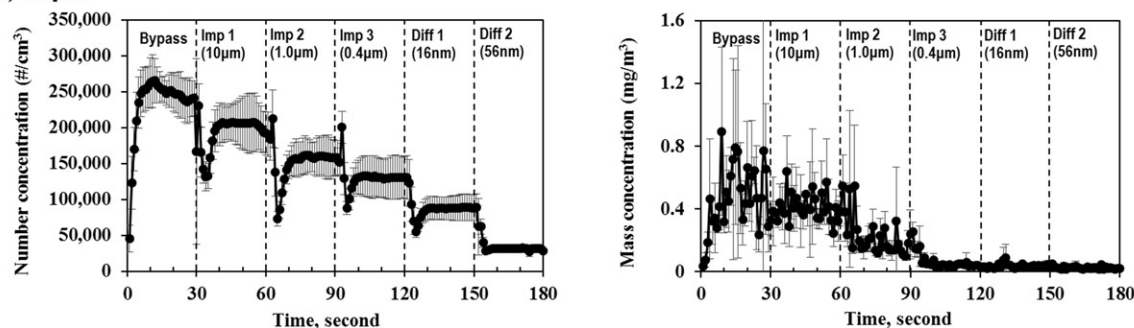 350,000
300,000
250,000
200,000
150,000
100,000
50,000
0
Number concentration (#/cm³)
Bypass
Imp 1
(10μm)
Imp 2
(1.0μm)
Imp 3
(0.4μm)
Diff 1
(16nm)
Diff 2
(56nm)
0 30 60 90 120 150 180
Time, second
1.6
1.2
0.8
0.4
0
Mass concentration (mg/m³)
Bypass
Imp 1
(10μm)
Imp 2
(1.0μm)
Imp 3
(0.4μm)
Diff 1
(16nm)
Diff 2
(56nm)
0 30 60 90 120 150 180
Time, second